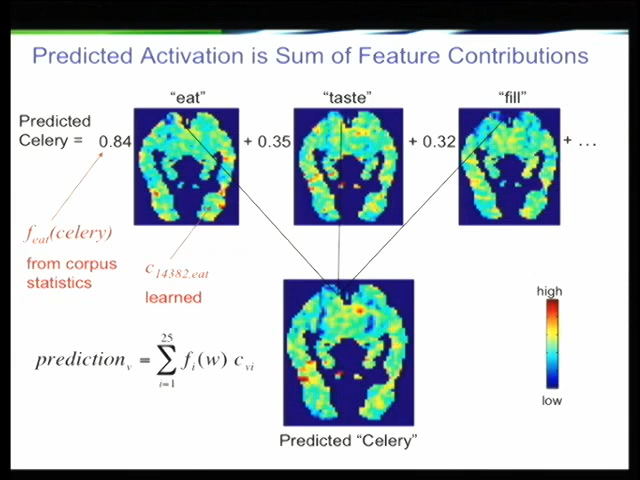 Predicted Activation is Sum of Feature Contributions
"eat" "taste" "fill"
Predicted
Celery = 0.84 + 0.35 + 0.32 + …
f_eat(celery)
from corpus
statistics
c_14382,eat
learned
high
low
prediction_v = ∑_{i=1}^{25} f_i(w) c_vi
Predicted "Celery"